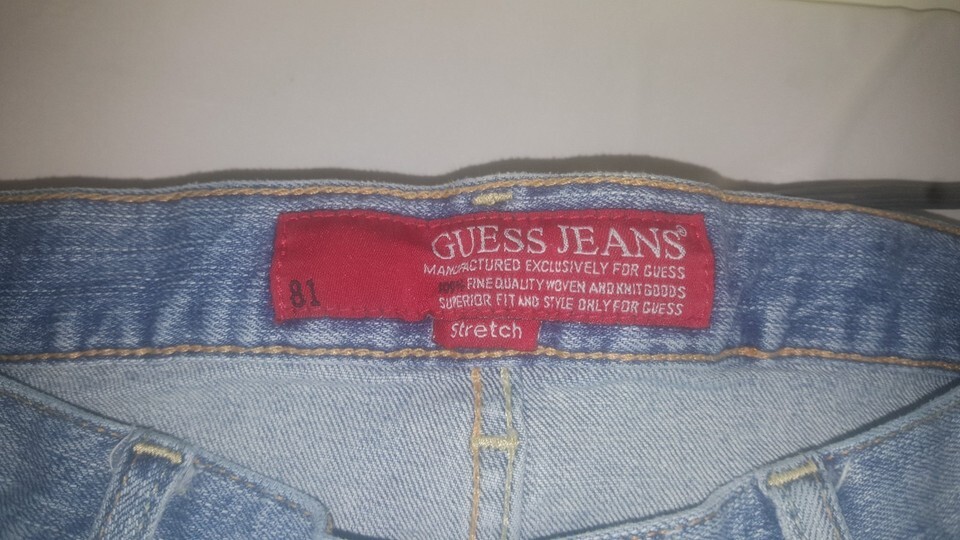 GUESS JEANS®
MANUFACTURED EXCLUSIVELY FOR GUESS
100% FINE QUALITY WOVEN AND KNIT GOODS
SUPERIOR FIT AND STYLE ONLY FOR GUESS
81
Stretch